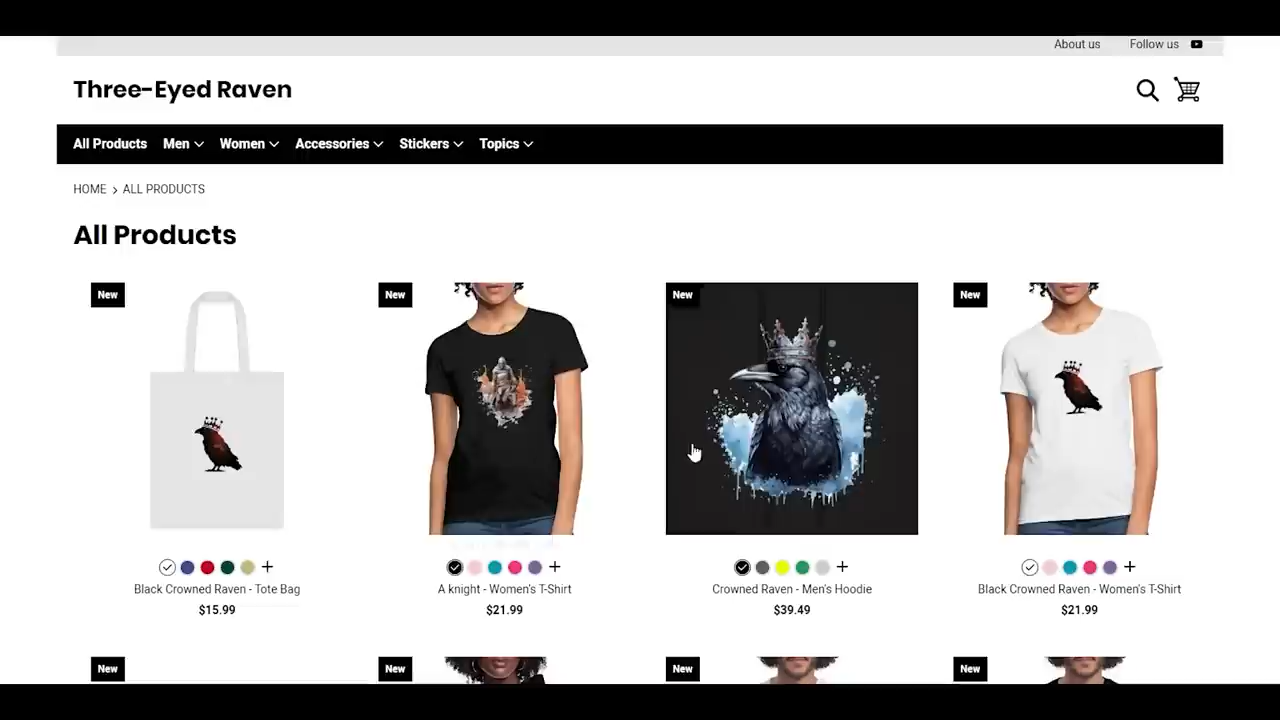 About us Follow us
Three-Eyed Raven
All Products Men Women Accessories Stickers Topics
HOME > ALL PRODUCTS
All Products
New New New New
Black Crowned Raven - Tote Bag
$15.99
A knight - Women's T-Shirt
$21.99
Crowned Raven - Men's Hoodie
$39.49
Black Crowned Raven - Women's T-Shirt
$21.99
New New New New